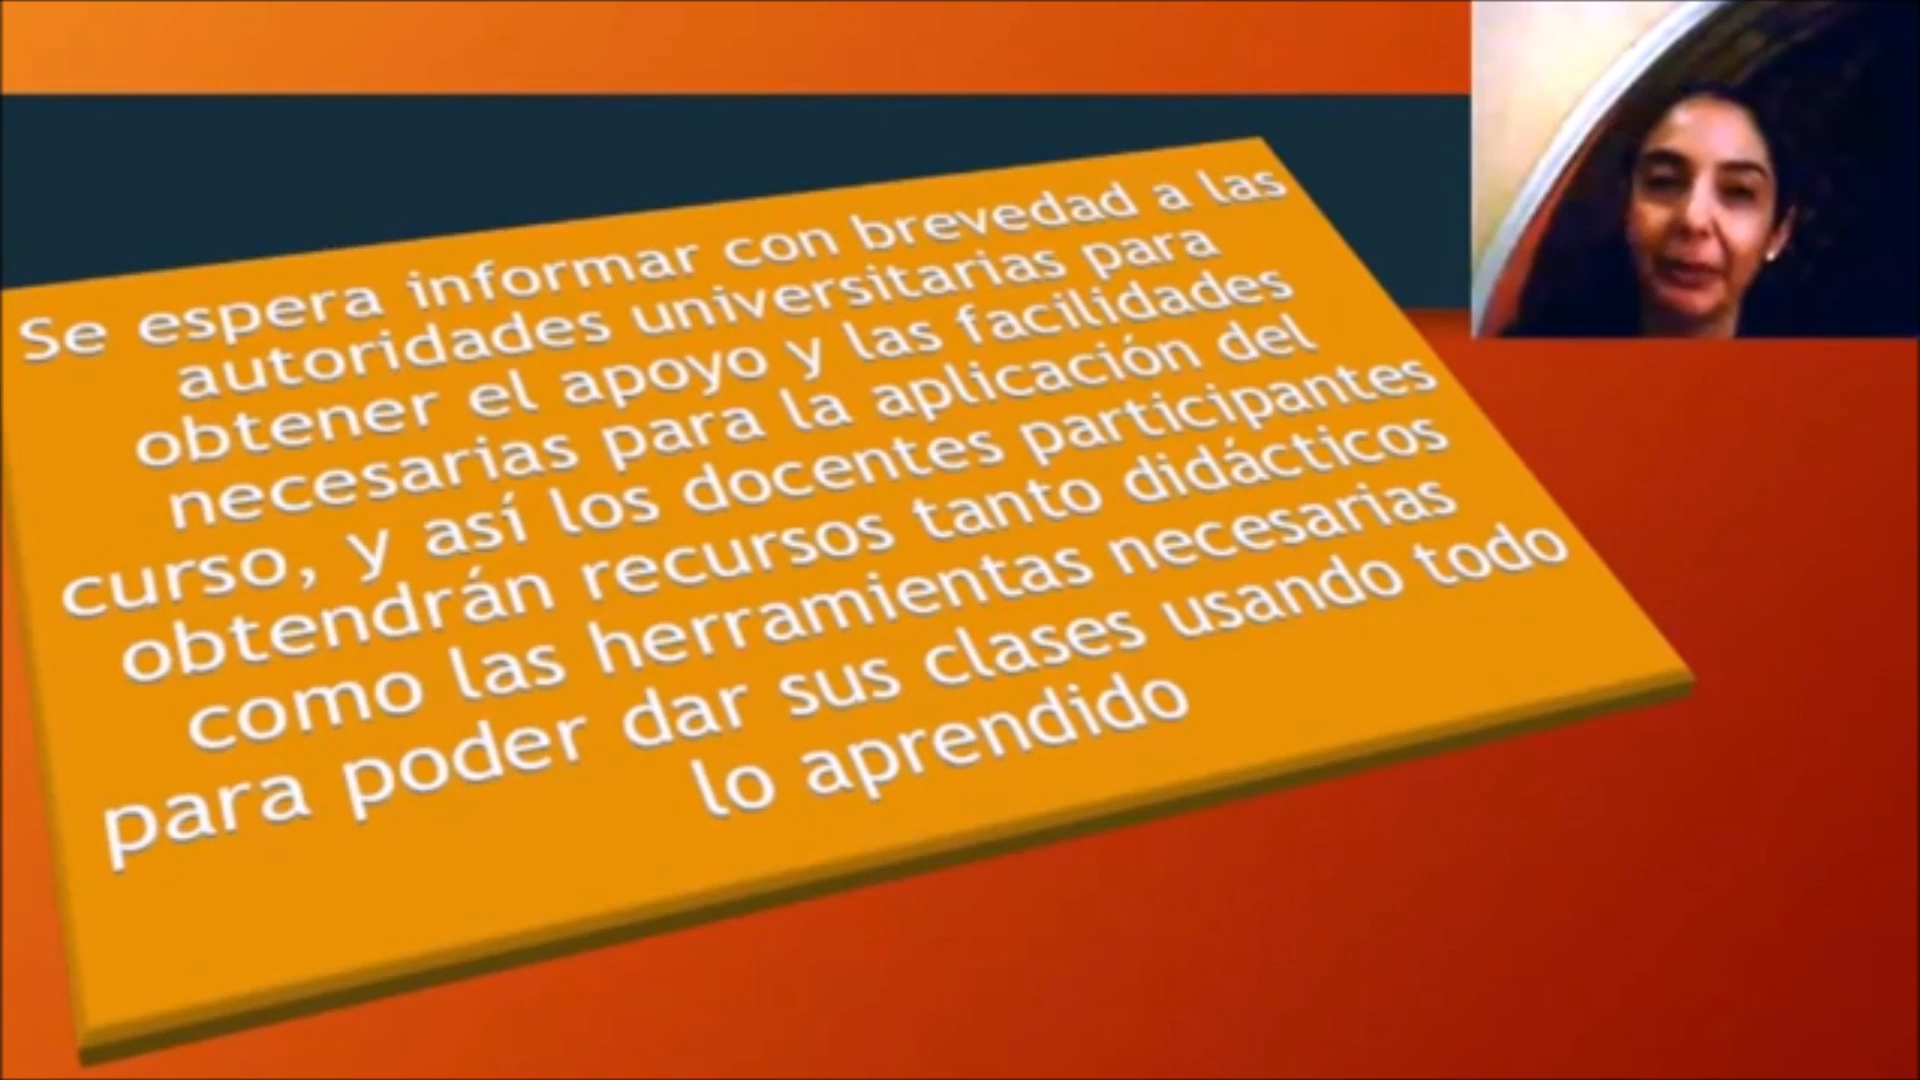 Se espera informar con brevedad a las
autoridades universitarias para
obtener el apoyo y las facilidades
necesarias para la aplicación del
curso, y así los docentes participantes
obtendrán recursos tanto didácticos
como las herramientas necesarias
para poder dar sus clases usando todo
lo aprendido